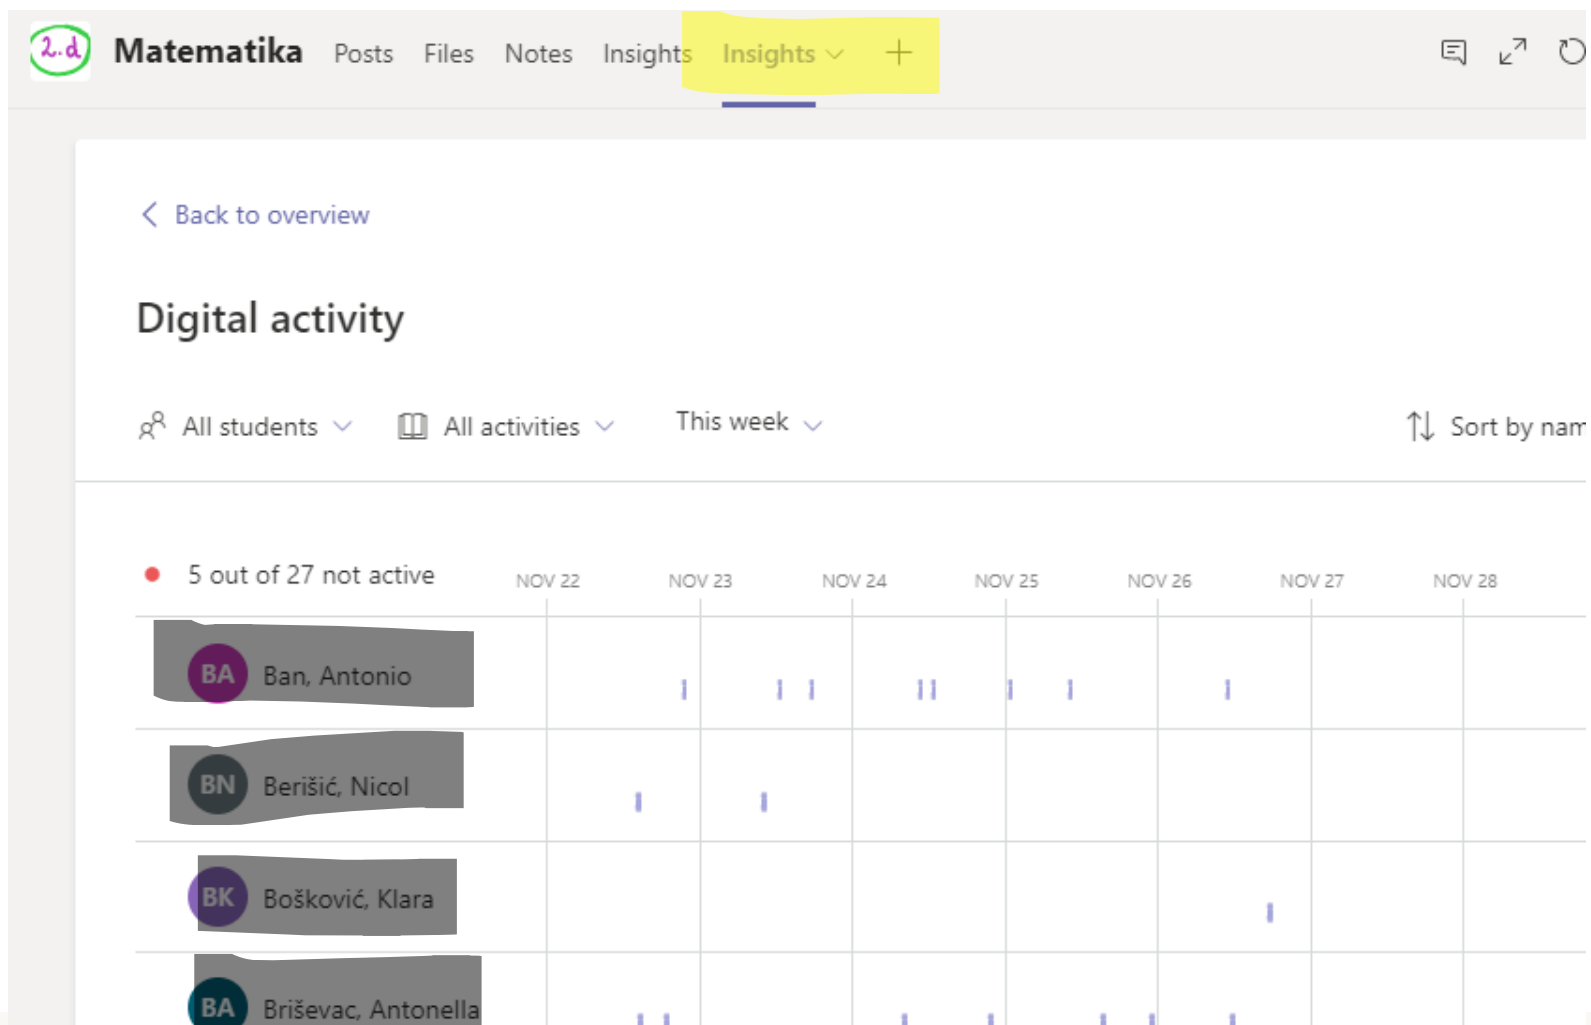 2.d Matematika Posts Files Notes Insights Insights
Back to overview
Digital activity
All students All activities This week Sort by nam
5 out of 27 not active NOV 22 NOV 23 NOV 24 NOV 25 NOV 26 NOV 27 NOV 28
BA Ban, Antonio
BN Berišić, Nicol
BK Bošković, Klara
BA Briševac, Antonella